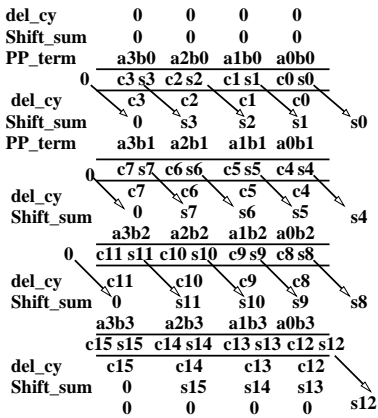 del_cy 0 0 0 0
Shift_sum 0 0 0 0
PP_term a3b0 a2b0 a1b0 a0b0
0 c3 s3 c2 s2 c1 s1 c0 s0
del_cy c3 c2 c1 c0
Shift_sum 0 s3 s2 s1 s0
PP_term a3b1 a2b1 a1b1 a0b1
0 c7 s7 c6 s6 c5 s5 c4 s4
del_cy c7 c6 c5 c4
Shift_sum 0 s7 s6 s5 s4
a3b2 a2b2 a1b2 a0b2
0 c11 s11 c10 s10 c9 s9 c8 s8
del_cy c11 c10 c9 c8
Shift_sum 0 s11 s10 s9 s8
a3b3 a2b3 a1b3 a0b3
c15 s15 c14 s14 c13 s13 c12 s12
del_cy c15 c14 c13 c12
Shift_sum 0 s15 s14 s13 s12
0 0 0 0